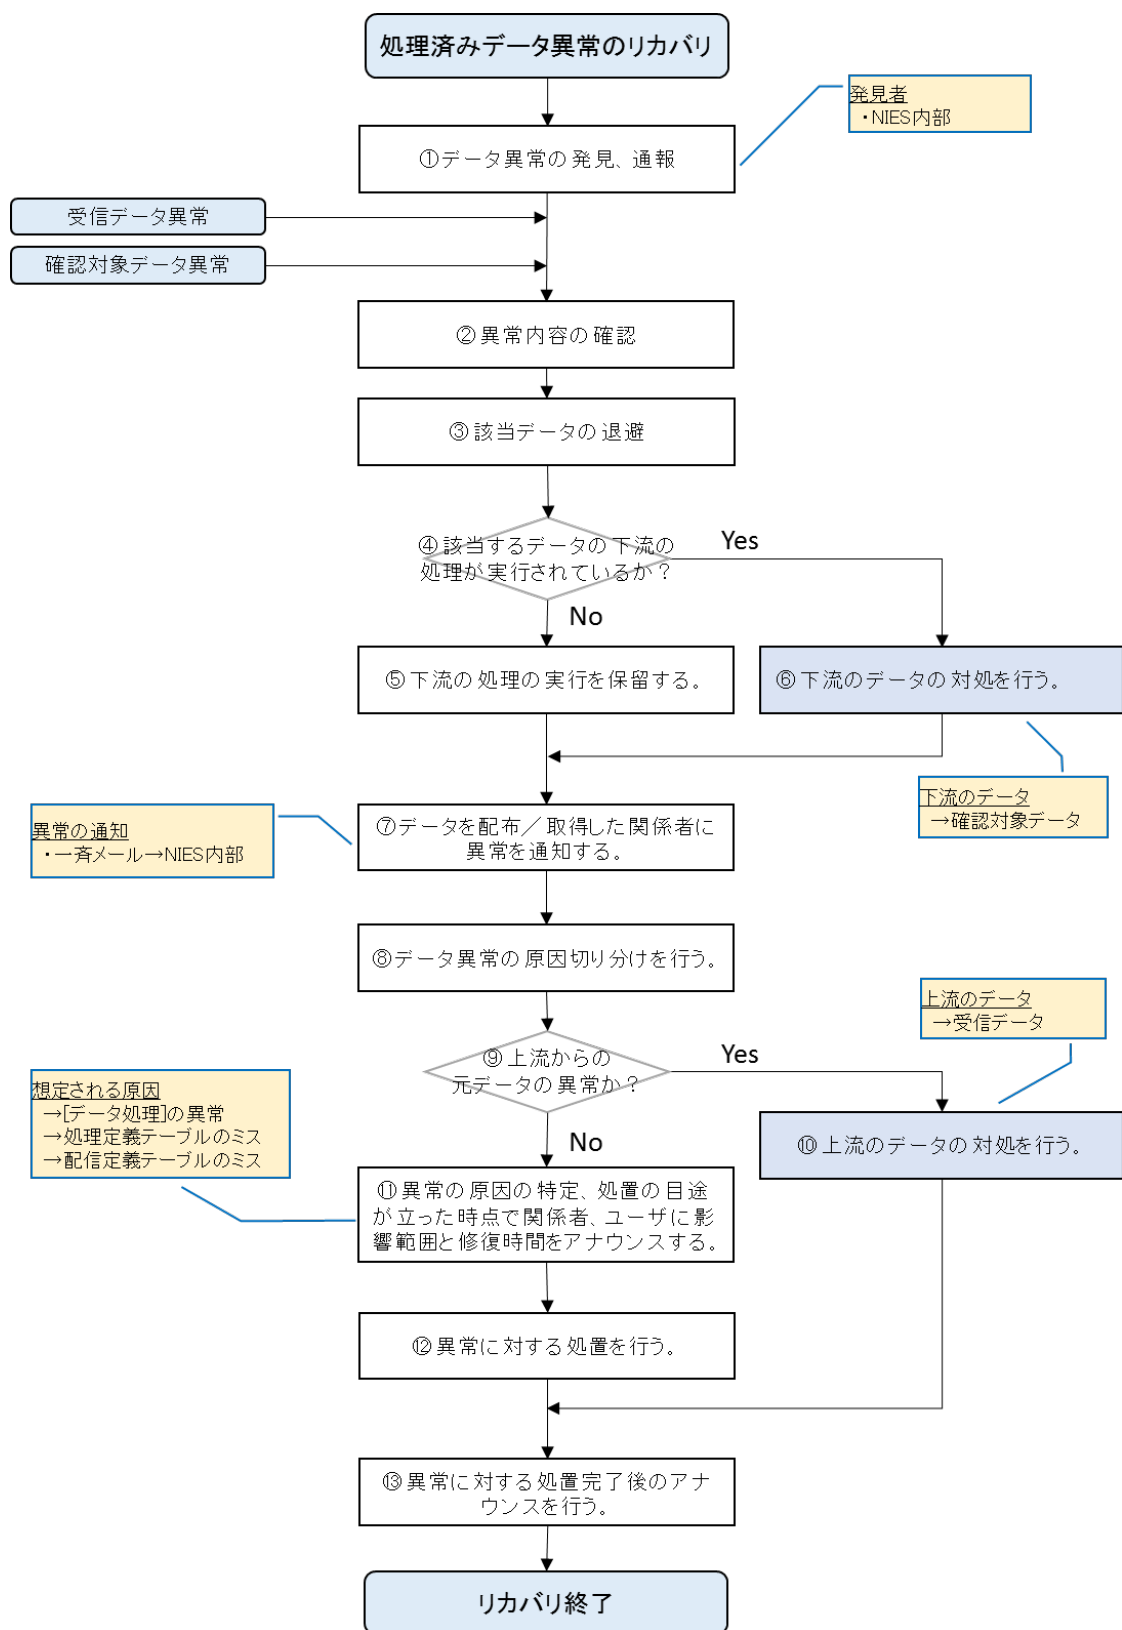 処理済みデータ異常のリカバリ
発見者
・NIES内部
①データ異常の発見、通報
受信データ異常
確認対象データ異常
②異常内容の確認
③該当データの退避
④該当するデータの下流の
処理が実行されているか？
Yes
No
⑤下流の処理の実行を保留する。
⑥下流のデータの対処を行う。
下流のデータ
→確認対象データ
異常の通知
・一斉メール→NIES内部
⑦データを配布／取得した関係者に
異常を通知する。
⑧データ異常の原因切り分けを行う。
上流のデータ
→受信データ
⑨上流からの
元データの異常か？
Yes
No
想定される原因
→[データ処理]の異常
→処理定義テーブルのミス
→配信定義テーブルのミス
⑩上流のデータの対処を行う。
⑪異常の原因の特定、処置の目途
が立った時点で関係者、ユーザに影
響範囲と修復時間をアナウンスする。
⑫異常に対する処置を行う。
⑬異常に対する処置完了後のアナ
ウンスを行う。
リカバリ終了